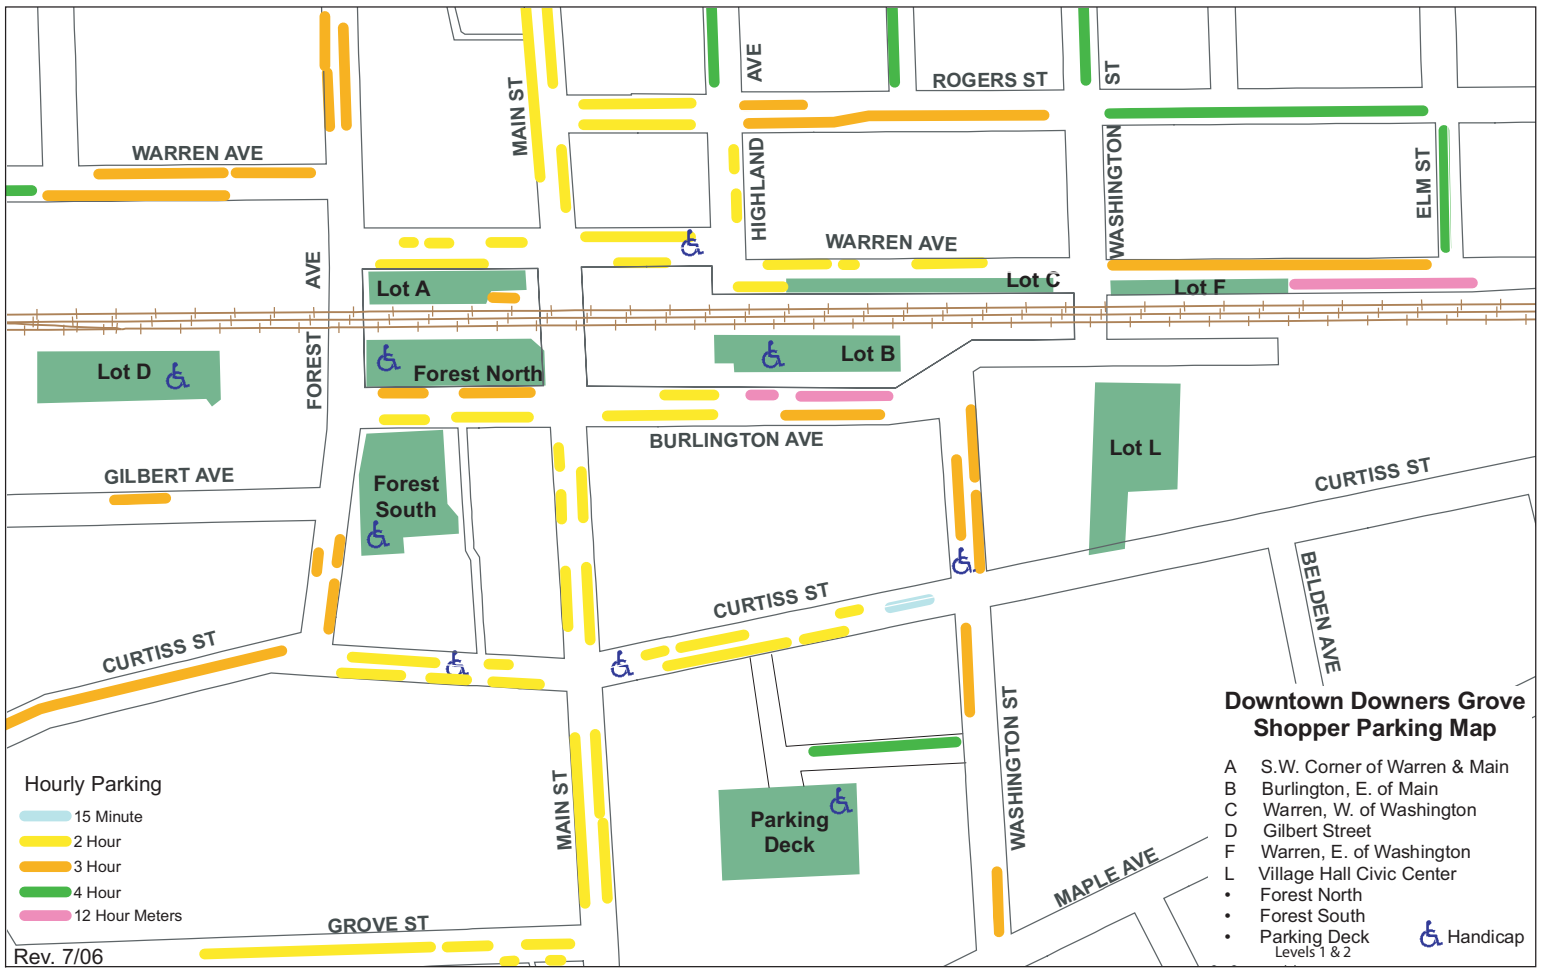 AVE
ROGERS ST
ST
MAIN ST
WARREN AVE
HIGHLAND
WASHINGTON
ELM ST
WARREN AVE
AVE
Lot A
Lot C
Lot F
FOREST
Lot D
Forest North
Lot B
BURLINGTON AVE
GILBERT AVE
Lot L
CURTISS ST
Forest
South
BELDEN AVE
CURTISS ST
CURTISS ST
WASHINGTON ST
MAIN ST
Parking
Deck
MAPLE AVE
GROVE ST
Hourly Parking
15 Minute
2 Hour
3 Hour
4 Hour
12 Hour Meters
Rev. 7/06
Downtown Downers Grove
Shopper Parking Map
A S.W. Corner of Warren & Main
B Burlington, E. of Main
C Warren, W. of Washington
D Gilbert Street
F Warren, E. of Washington
L Village Hall Civic Center
• Forest North
• Forest South
• Parking Deck
Levels 1 & 2
Handicap